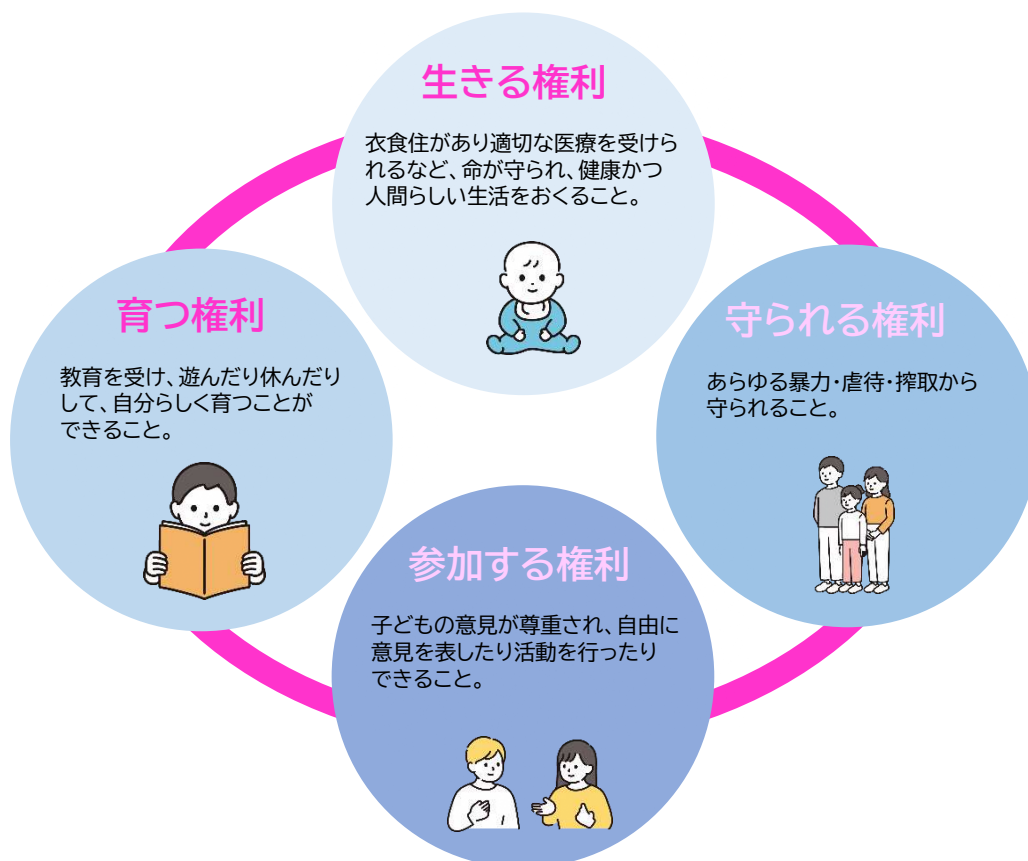 生きる権利
衣食住があり適切な医療を受けら
れるなど、命が守られ、健康かつ
人間らしい生活をおくること。
育つ権利
教育を受け、遊んだり休んだり
して、自分らしく育つことが
できること。
守られる権利
あらゆる暴力・虐待・搾取から
守られること。
参加する権利
子どもの意見が尊重され、自由に
意見を表したり活動を行ったり
できること。